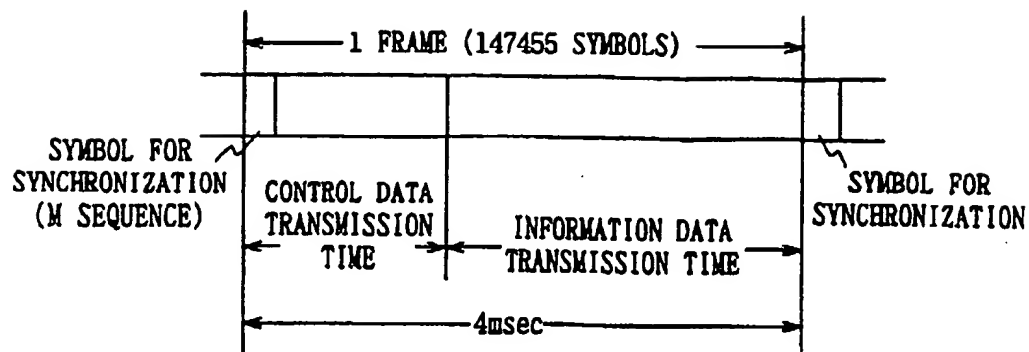 1 FRAME (147455 SYMBOLS)
SYMBOL FOR
SYNCHRONIZATION
(M SEQUENCE)
CONTROL DATA
TRANSMISSION
TIME
INFORMATION DATA
TRANSMISSION TIME
SYMBOL FOR
SYNCHRONIZATION
4msec